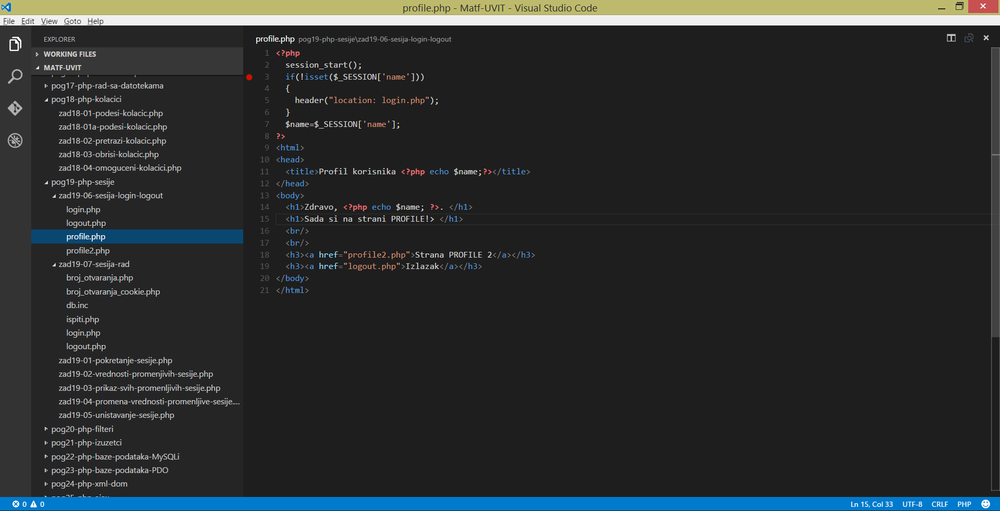 profile.php - Matf-UVIT - Visual Studio Code
File Edit View Goto Help
EXPLORER
WORKING FILES
MATF-UVIT
pog17-php-rad-sa-datotekama
pog18-php-kolacici
zad18-01-podesi-kolacic.php
zad18-01a-podesi-kolacic.php
zad18-02-pretrazi-kolacic.php
zad18-03-obrisi-kolacic.php
zad18-04-omoguceni-kolacici.php
pog19-php-sesije
zad19-06-sesija-login-logout
login.php
logout.php
profile.php
profile2.php
zad19-07-sesija-rad
broj_otvaranja.php
broj_otvaranja_cookie.php
db.inc
ispiti.php
login.php
logout.php
zad19-01-pokretanje-sesije.php
zad19-02-vrednosti-promenjivih-sesije.php
zad19-03-prikaz-svih-promenljivih-sesije.php
zad19-04-promena-vrednosti-promenljive-sesije....
zad19-05-unistavanje-sesije.php
pog20-php-filteri
pog21-php-izuzetci
pog22-php-baze-podataka-MySQLi
pog23-php-baze-podataka-PDO
pog24-php-xml-dom
profile.php pog19-php-sesije\zad19-06-sesija-login-logout
1 <?php
2 session_start();
3 if(!isset($_SESSION['name']))
4 {
5 header("location: login.php");
6 }
7 $name=$_SESSION['name'];
8 ?>
9 <html>
10 <head>
11 <title>Profil korisnika <?php echo $name;?></title>
12 </head>
13 <body>
14 <h1>Zdravo, <?php echo $name; ?>. </h1>
15 <h1>Sada si na strani PROFILE!> </h1>
16 <br/>
17 <br/>
18 <h3><a href="profile2.php">Strana PROFILE 2</a></h3>
19 <h3><a href="logout.php">Izlazak</a></h3>
20 </body>
21 </html>
0 0
Ln 15, Col 33 UTF-8 CRLF PHP